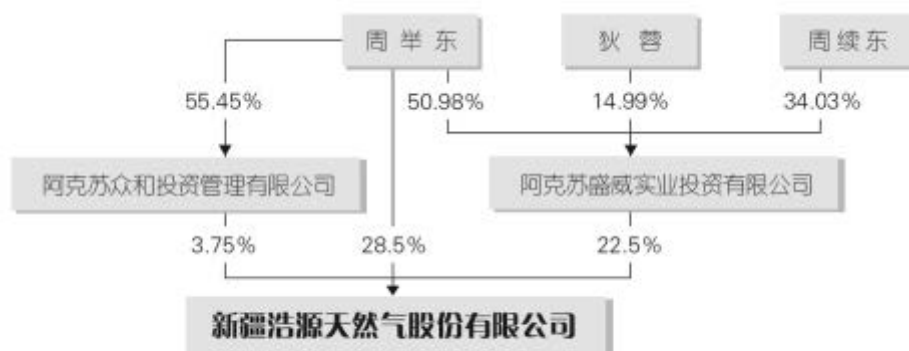 周举东 狄蓉 周续东
55.45% 50.98% 14.99% 34.03%
阿克苏众和投资管理有限公司 阿克苏盛威实业投资有限公司
3.75% 28.5% 22.5%
新疆浩源天然气股份有限公司